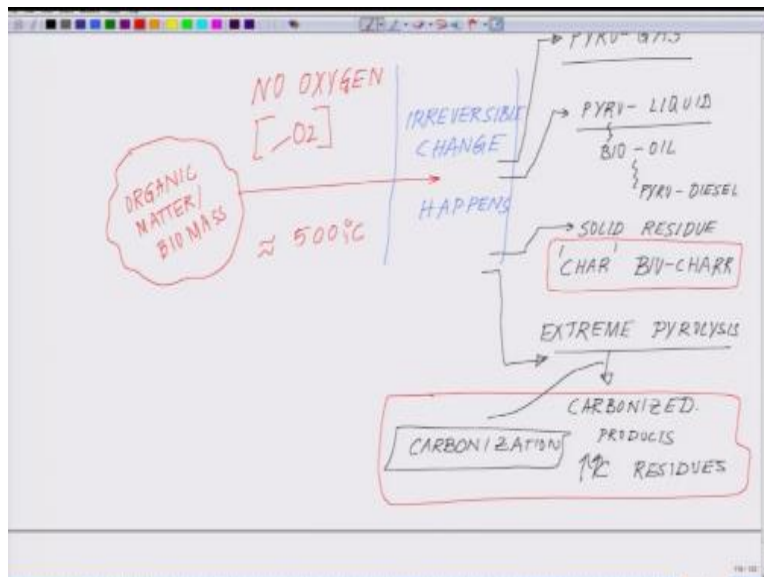 PYRO-GAS
NO OXYGEN
[-O2]
IRREVERSIBLE
CHANGE
HAPPENS
PYRO-LIQUID
BIO-OIL
PYRO-DIESEL
ORGANIC
MATTER/
BIOMASS
≈ 500°C
SOLID RESIDUE
'CHAR' BIO-CHARR
EXTREME PYROLYSIS
CARBONIZED.
PRODUCTS
CARBONIZATION
↑↑C RESIDUES